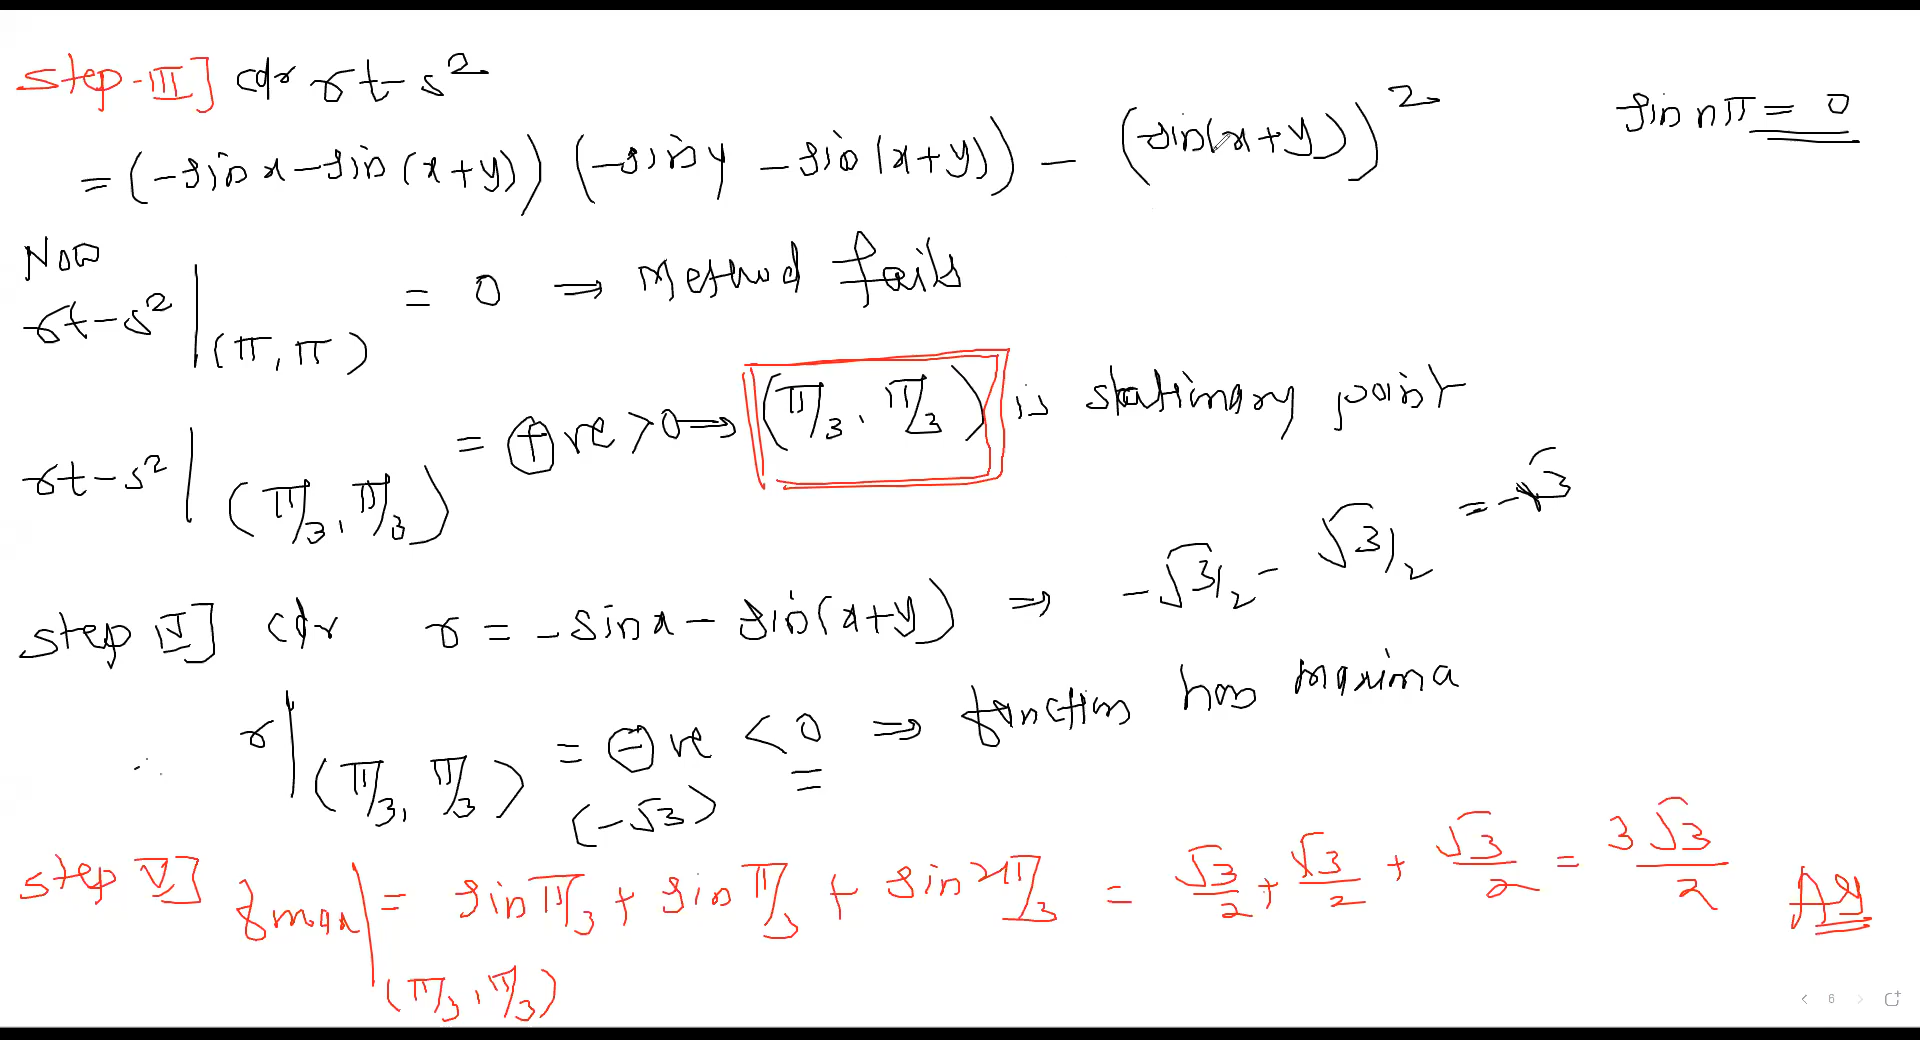 step-III] cdr rt-s²
= (-sin x - sin(x+y)) (-sin y - sin(x+y)) - (sin(x+y))²
sin nπ = 0
Now
rt-s²|(π, π) = 0 ⇒ Method fails
rt-s²|(π/3, π/3) = ⊕ve > 0 ⇒ (π/3, π/3) is stationary point
step IV] cdr r = -sin x - sin(x+y) ⇒ -√3/2 - √3/2 = -√3
∴ r|(π/3, π/3) = ⊖ve < 0 ⇒ function has maxima
(-√3)
step V] fmax|(π/3, π/3) = sin π/3 + sin π/3 + sin 2π/3 = √3/2 + √3/2 + √3/2 = 3√3/2
6